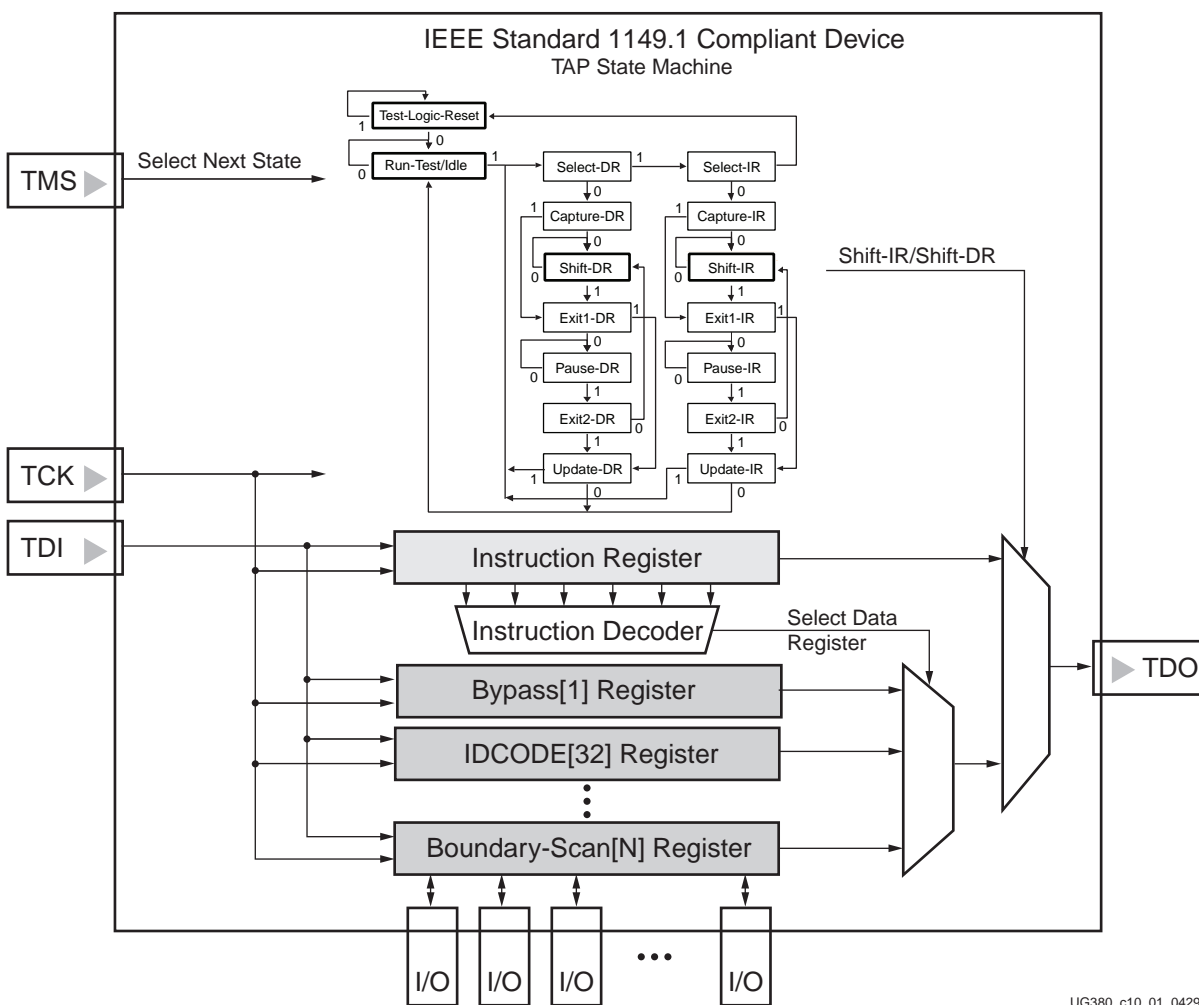 IEEE Standard 1149.1 Compliant Device
TAP State Machine
Test-Logic-Reset
1
0
Run-Test/Idle
1
0
Select-DR
1
Select-IR
0
0
1
Capture-DR
1
Capture-IR
0
0
Shift-DR
0
Shift-IR
0
1
1
Exit1-DR
1
Exit1-IR
1
0
0
Pause-DR
0
Pause-IR
0
1
1
Exit2-DR
0
Exit2-IR
0
1
1
Update-DR
1
Update-IR
1
0
0
TMS
Select Next State
Shift-IR/Shift-DR
TCK
TDI
Instruction Register
Instruction Decoder
Select Data
Register
Bypass[1] Register
TDO
IDCODE[32] Register
Boundary-Scan[N] Register
I/O
I/O
I/O
I/O
UG380_c10_01_0429